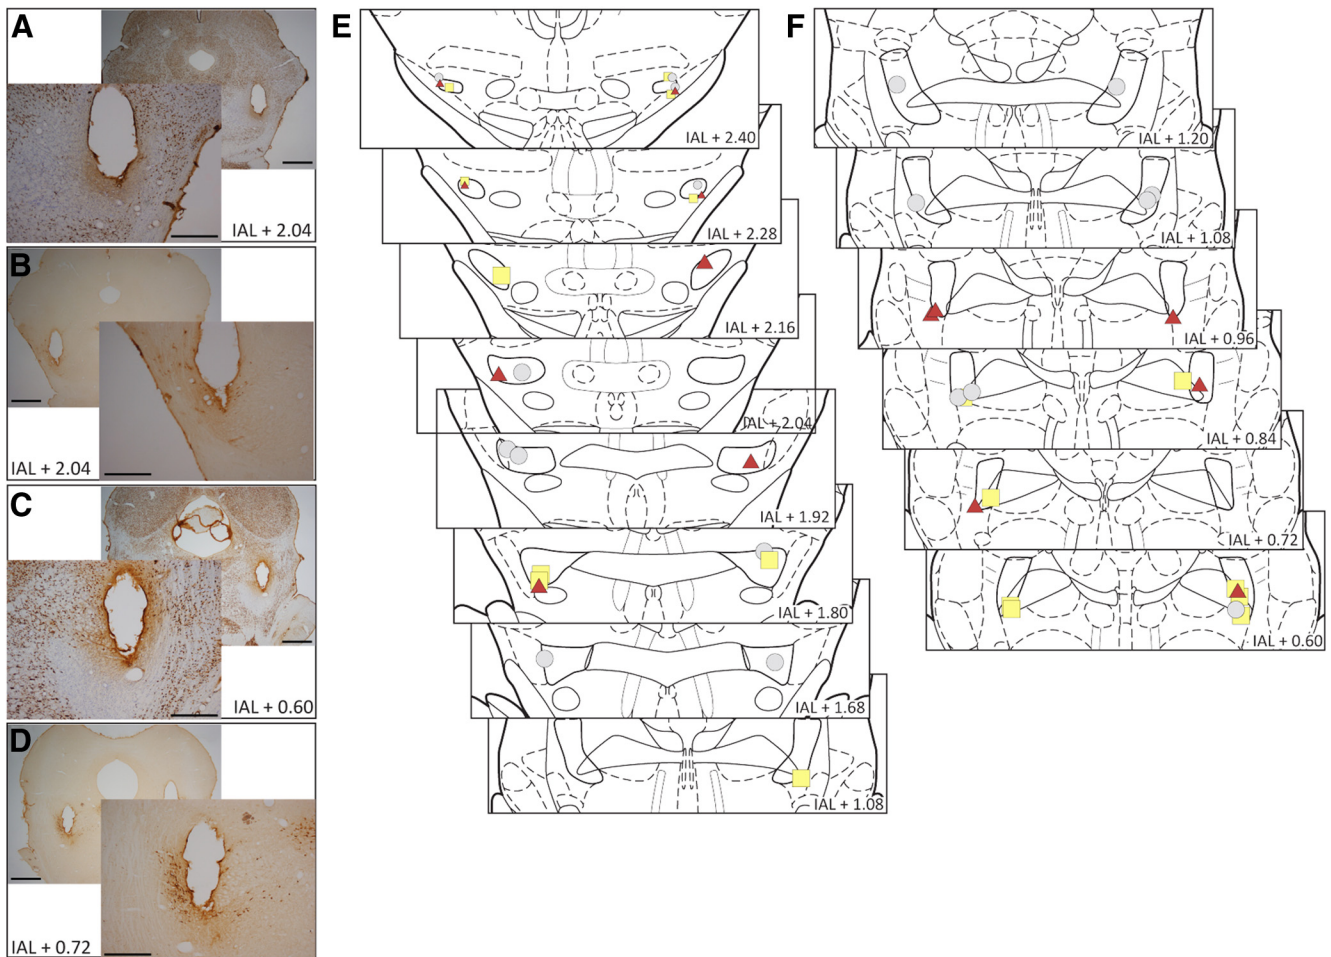 A
IAL + 2.04
B
IAL + 2.04
C
IAL + 0.60
D
IAL + 0.72
E
IAL + 2.40
IAL + 2.28
IAL + 2.16
IAL + 2.04
IAL + 1.92
IAL + 1.80
IAL + 1.68
IAL + 1.08
F
IAL + 1.20
IAL + 1.08
IAL + 0.96
IAL + 0.84
IAL + 0.72
IAL + 0.60